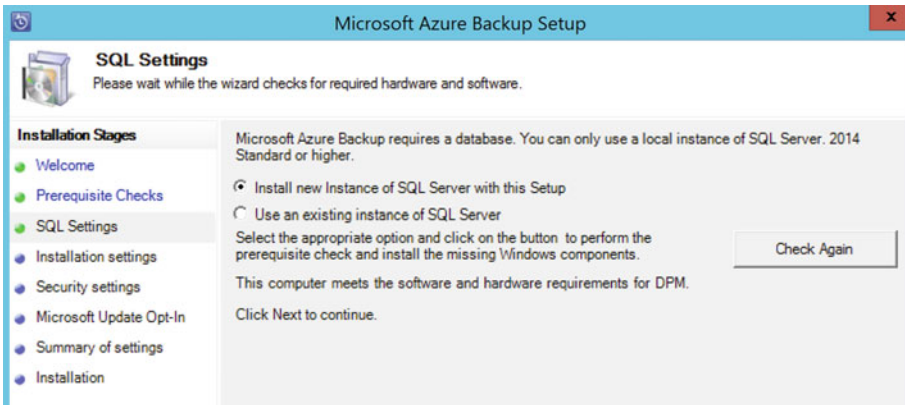 Microsoft Azure Backup Setup
x
SQL Settings
Please wait while the wizard checks for required hardware and software.
Installation Stages
Welcome
Prerequisite Checks
SQL Settings
Installation settings
Security settings
Microsoft Update Opt-In
Summary of settings
Installation
Microsoft Azure Backup requires a database. You can only use a local instance of SQL Server. 2014
Standard or higher.
Install new Instance of SQL Server with this Setup
Use an existing instance of SQL Server
Select the appropriate option and click on the button to perform the
prerequisite check and install the missing Windows components.
Check Again
This computer meets the software and hardware requirements for DPM.
Click Next to continue.